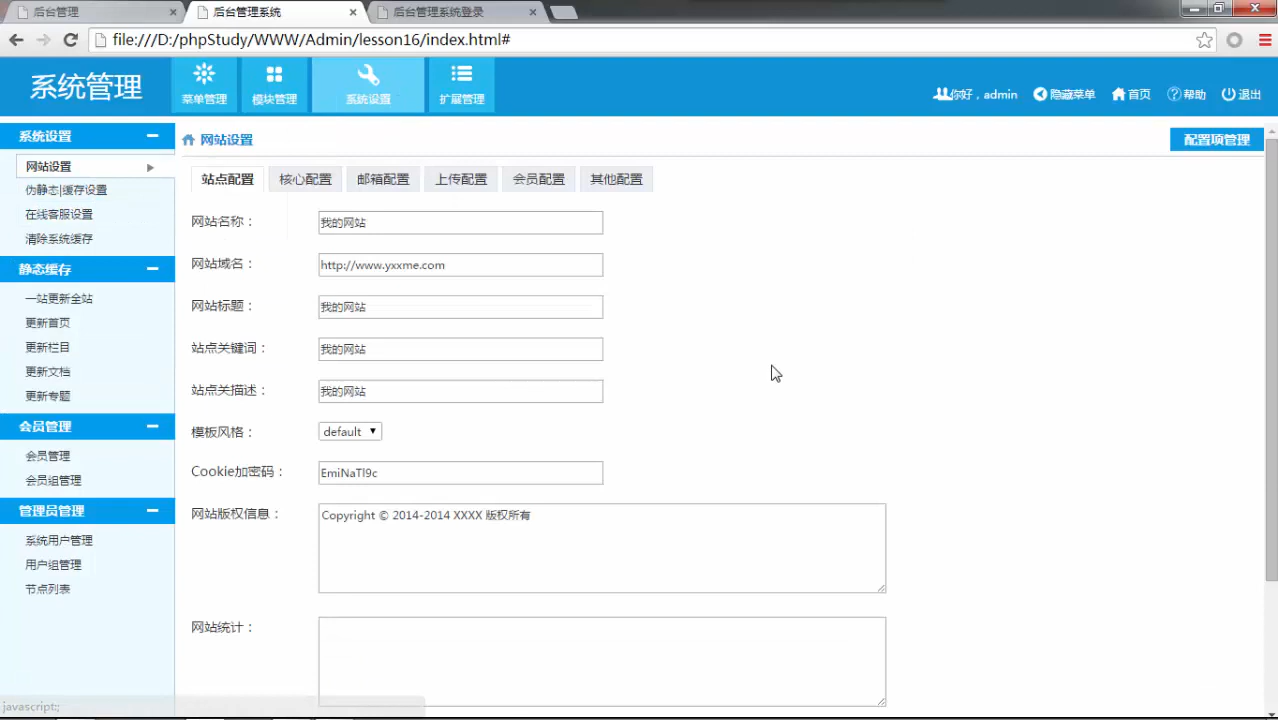 后台管理
后台管理系统
后台管理系统登录
file:///D:/phpStudy/WWW/Admin/lesson16/index.html#
系统管理
菜单管理
模块管理
系统设置
扩展管理
你好，admin
隐藏菜单
首页
帮助
退出
系统设置
网站设置
伪静态|缓存设置
在线客服设置
清除系统缓存
静态缓存
一站更新全站
更新首页
更新栏目
更新文档
更新专题
会员管理
会员管理
会员组管理
管理员管理
系统用户管理
用户组管理
节点列表
网站设置
配置项管理
站点配置
核心配置
邮箱配置
上传配置
会员配置
其他配置
网站名称： 我的网站
网站域名： http://www.yxxme.com
网站标题： 我的网站
站点关键词： 我的网站
站点关描述： 我的网站
模板风格： default
Cookie加密码： EmiNaTl9c
网站版权信息： Copyright © 2014-2014 XXXX 版权所有
网站统计：
javascript:;